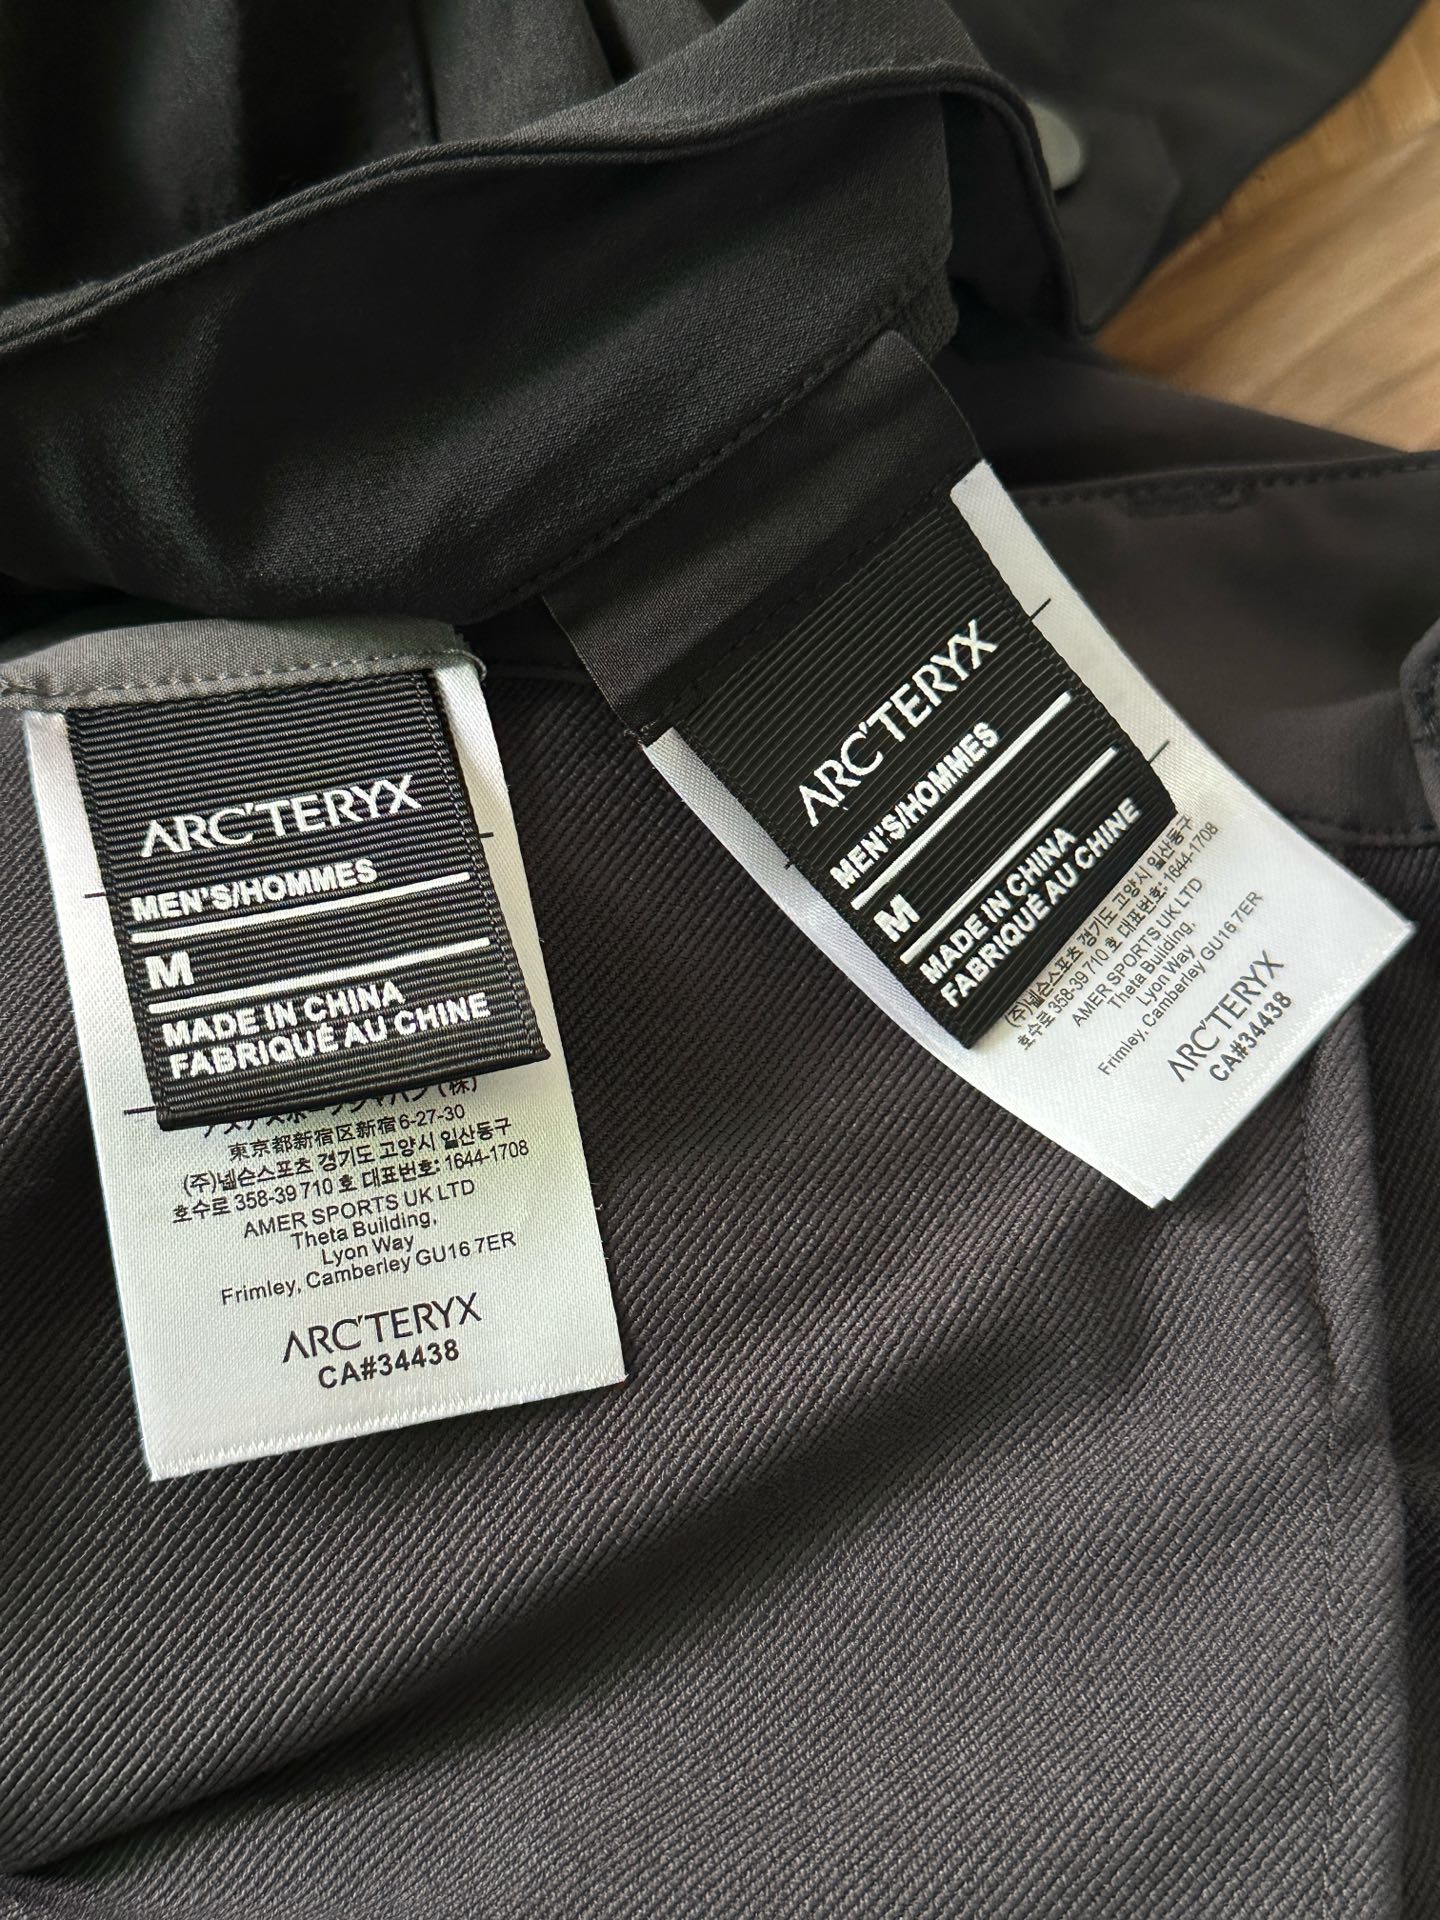 ARC'TERYX
MEN'S/HOMMES
M
MADE IN CHINA
FABRIQUÉ AU CHINE
東京都新宿区新宿6-27-30
(주)넬슨스포츠 경기도 고양시 일산동구
호수로 358-39 710 호 대표번호: 1644-1708
AMER SPORTS UK LTD
Theta Building,
Lyon Way
Frimley, Camberley GU16 7ER
ARC'TERYX
CA#34438
ARC'TERYX
MEN'S/HOMMES
M
MADE IN CHINA
FABRIQUÉ AU CHINE
(주)넬슨스포츠 경기도 고양시 일산동구
호수로 358-39 710 호 대표번호: 1644-1708
AMER SPORTS UK LTD
Theta Building,
Lyon Way
Frimley, Camberley GU16 7ER
ARC'TERYX
CA#34438